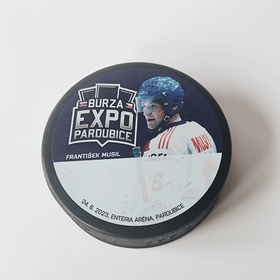 BURZA
EXPO
PARDUBICE
FRANTIŠEK MUSIL
24. 6. 2023, ENTERIA ARÉNA, PARDUBICE